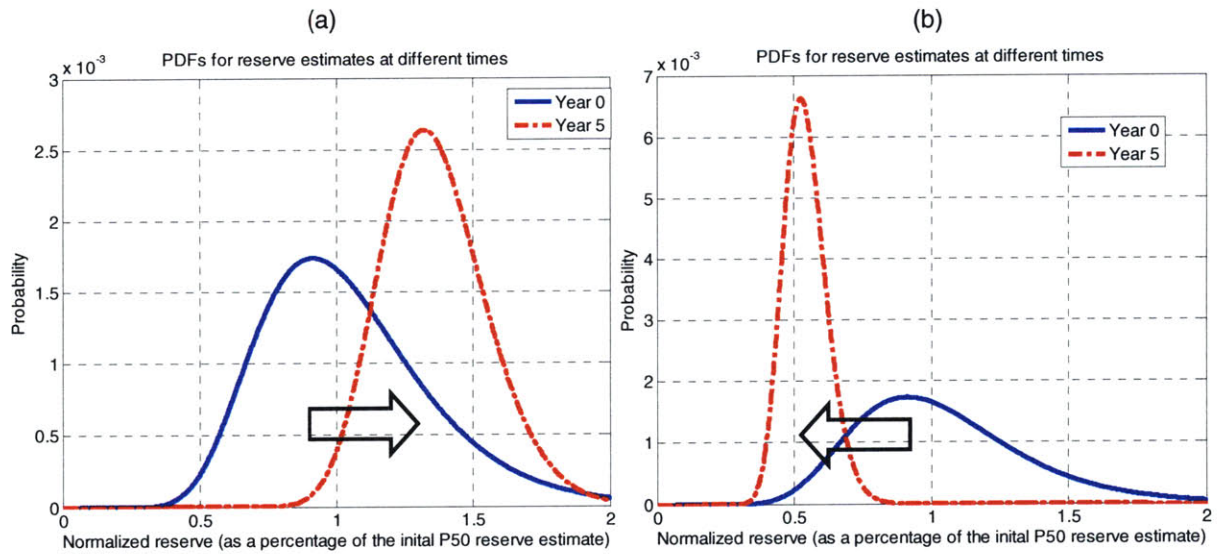 (a)
PDFs for reserve estimates at different times
x 10-3
3
2.5
2
1.5
1
0.5
0
Probability
Year 0
Year 5
0 0.5 1 1.5 2
Normalized reserve (as a percentage of the inital P50 reserve estimate)
(b)
PDFs for reserve estimates at different times
x 10-3
7
6
5
4
3
2
1
0
Probability
Year 0
Year 5
0 0.5 1 1.5 2
Normalized reserve (as a percentage of the inital P50 reserve estimate)